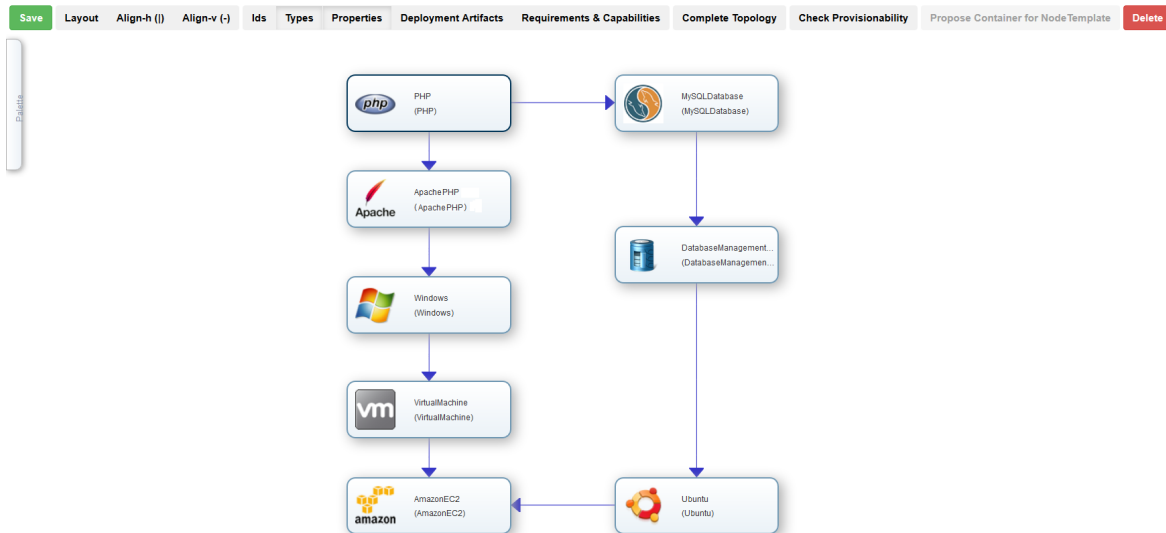 Save Layout Align-h (|) Align-v (-) Ids Types Properties Deployment Artifacts Requirements & Capabilities Complete Topology Check Provisionability Propose Container for NodeTemplate Delete
Palette
php
PHP
(PHP)
MySQLDatabase
(MySQLDatabase)
Apache
ApachePHP
(ApachePHP)
DatabaseManagement...
(DatabaseManagemen...
Windows
(Windows)
vm
VirtualMachine
(VirtualMachine)
amazon
AmazonEC2
(AmazonEC2)
Ubuntu
(Ubuntu)